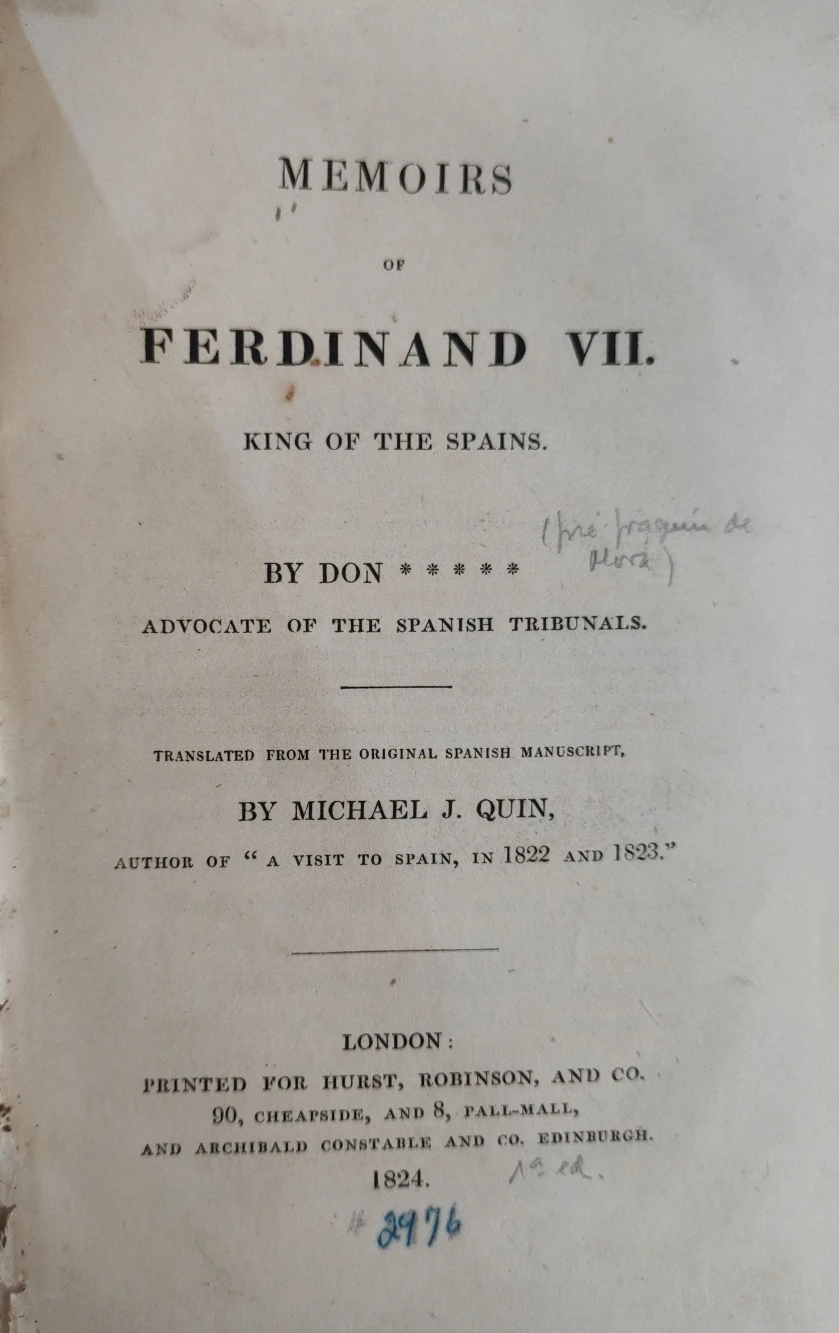 MEMOIRS
OF
FERDINAND VII.
KING OF THE SPAINS.
(José Joaquin de
Mora)
BY DON * * * * *
ADVOCATE OF THE SPANISH TRIBUNALS.
TRANSLATED FROM THE ORIGINAL SPANISH MANUSCRIPT,
BY MICHAEL J. QUIN,
AUTHOR OF “ A VISIT TO SPAIN, IN 1822 AND 1823.”
LONDON:
PRINTED FOR HURST, ROBINSON, AND CO.
90, CHEAPSIDE, AND 8, PALL-MALL,
AND ARCHIBALD CONSTABLE AND CO. EDINBURGH.
1824.
1ª ed.
# 2976